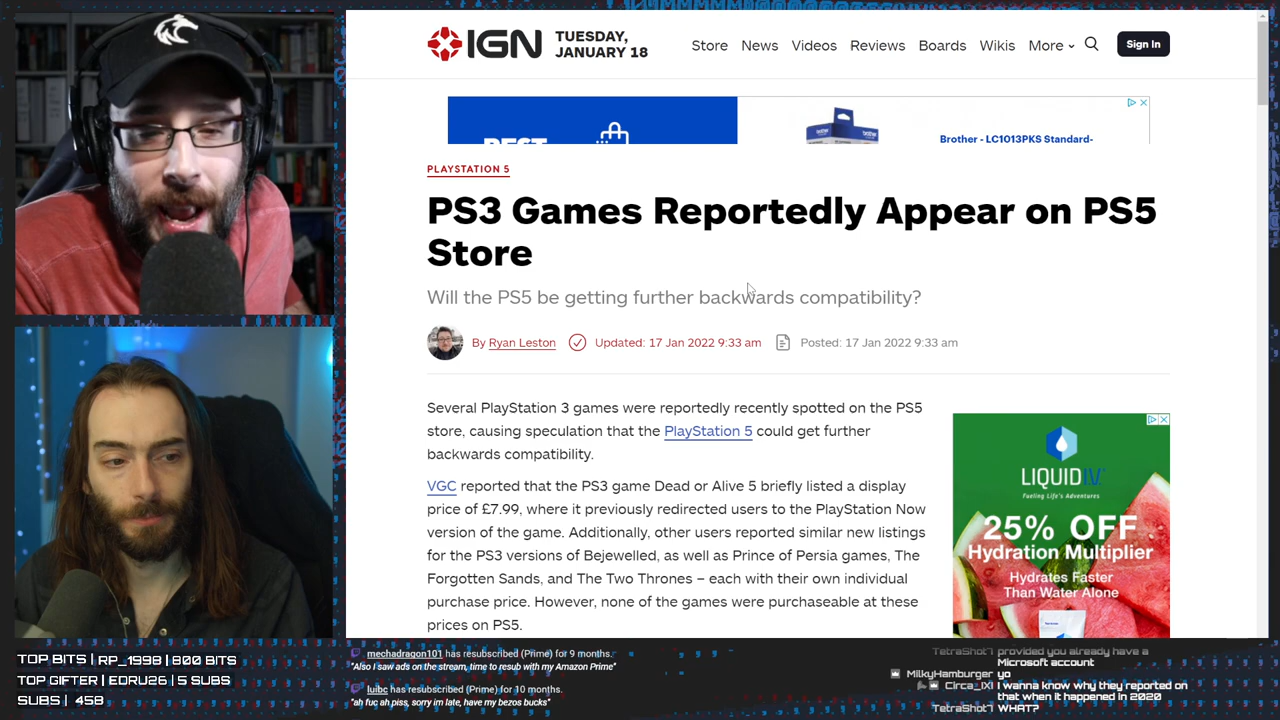 IGN
TUESDAY,
JANUARY 18
Store News Videos Reviews Boards Wikis More Sign In
BEST
Brother - LC1013PKS Standard-
PLAYSTATION 5
PS3 Games Reportedly Appear on PS5
Store
Will the PS5 be getting further backwards compatibility?
By Ryan Leston Updated: 17 Jan 2022 9:33 am Posted: 17 Jan 2022 9:33 am
Several PlayStation 3 games were reportedly recently spotted on the PS5
store, causing speculation that the PlayStation 5 could get further
backwards compatibility.
VGC reported that the PS3 game Dead or Alive 5 briefly listed a display
price of £7.99, where it previously redirected users to the PlayStation Now
version of the game. Additionally, other users reported similar new listings
for the PS3 versions of Bejewelled, as well as Prince of Persia games, The
Forgotten Sands, and The Two Thrones – each with their own individual
purchase price. However, none of the games were purchaseable at these
prices on PS5.
LIQUID I.V.
Fueling Life's Adventures
25% OFF
Hydration Multiplier
Hydrates Faster
Than Water Alone
TOP BITS | RP_1998 | 800 BITS
TOP GIFTER | EDRU26 | 5 SUBS
SUBS | 458
mechadragon101 has resubscribed (Prime) for 9 months.
"Also I saw ads on the stream, time to resub with my Amazon Prime"
luibc has resubscribed (Prime) for 10 months.
"ah fuc ah piss, sorry im late, have my bezos bucks"
TetraShot7 provided you already have a
Microsoft account
MilkyHamburger yo
Circa_IXI I wanna know why they reported on
that when it happened in 2020
TetraShot7 WHAT?